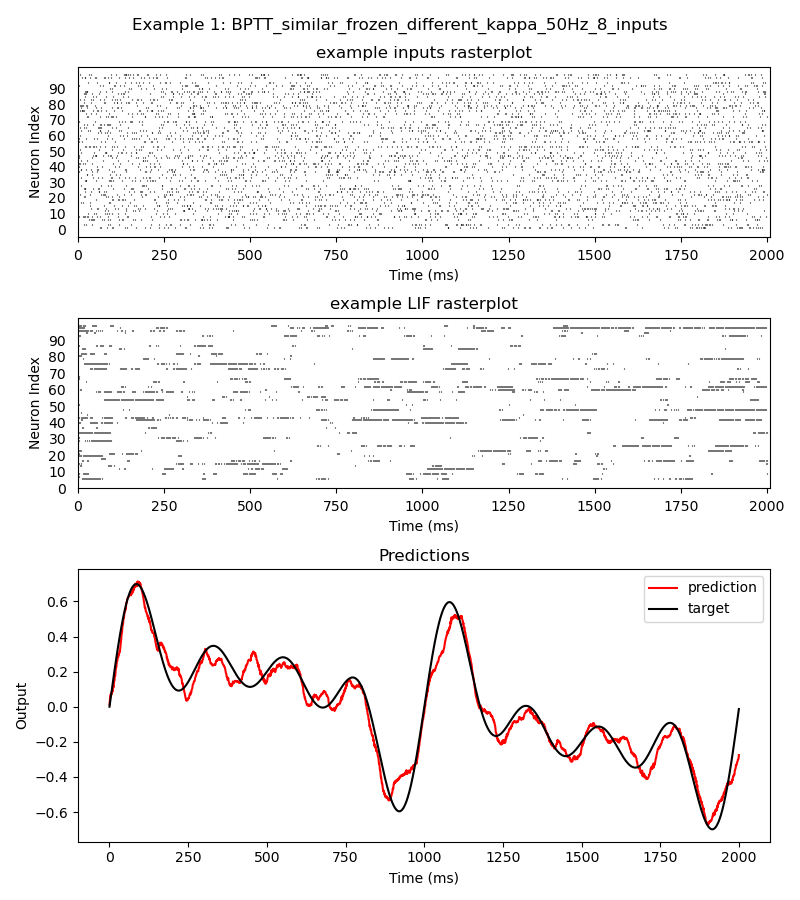 Example 1: BPTT_similar_frozen_different_kappa_50Hz_8_inputs
example inputs rasterplot
90
80
70
60
50
40
30
20
10
0
Neuron Index
0 250 500 750 1000 1250 1500 1750 2000
Time (ms)
example LIF rasterplot
90
80
70
60
50
40
30
20
10
0
Neuron Index
0 250 500 750 1000 1250 1500 1750 2000
Time (ms)
Predictions
prediction
target
0.6
0.4
0.2
0.0
−0.2
−0.4
−0.6
Output
0 250 500 750 1000 1250 1500 1750 2000
Time (ms)